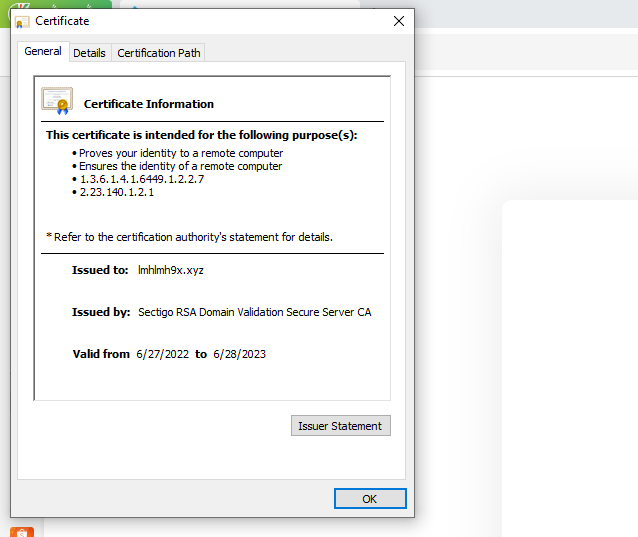 Certificate
General
Details
Certification Path
Certificate Information
This certificate is intended for the following purpose(s):
• Proves your identity to a remote computer
• Ensures the identity of a remote computer
• 1.3.6.1.4.1.6449.1.2.2.7
• 2.23.140.1.2.1
* Refer to the certification authority's statement for details.
Issued to: lmhlmh9x.xyz
Issued by: Sectigo RSA Domain Validation Secure Server CA
Valid from 6/27/2022 to 6/28/2023
Issuer Statement
OK